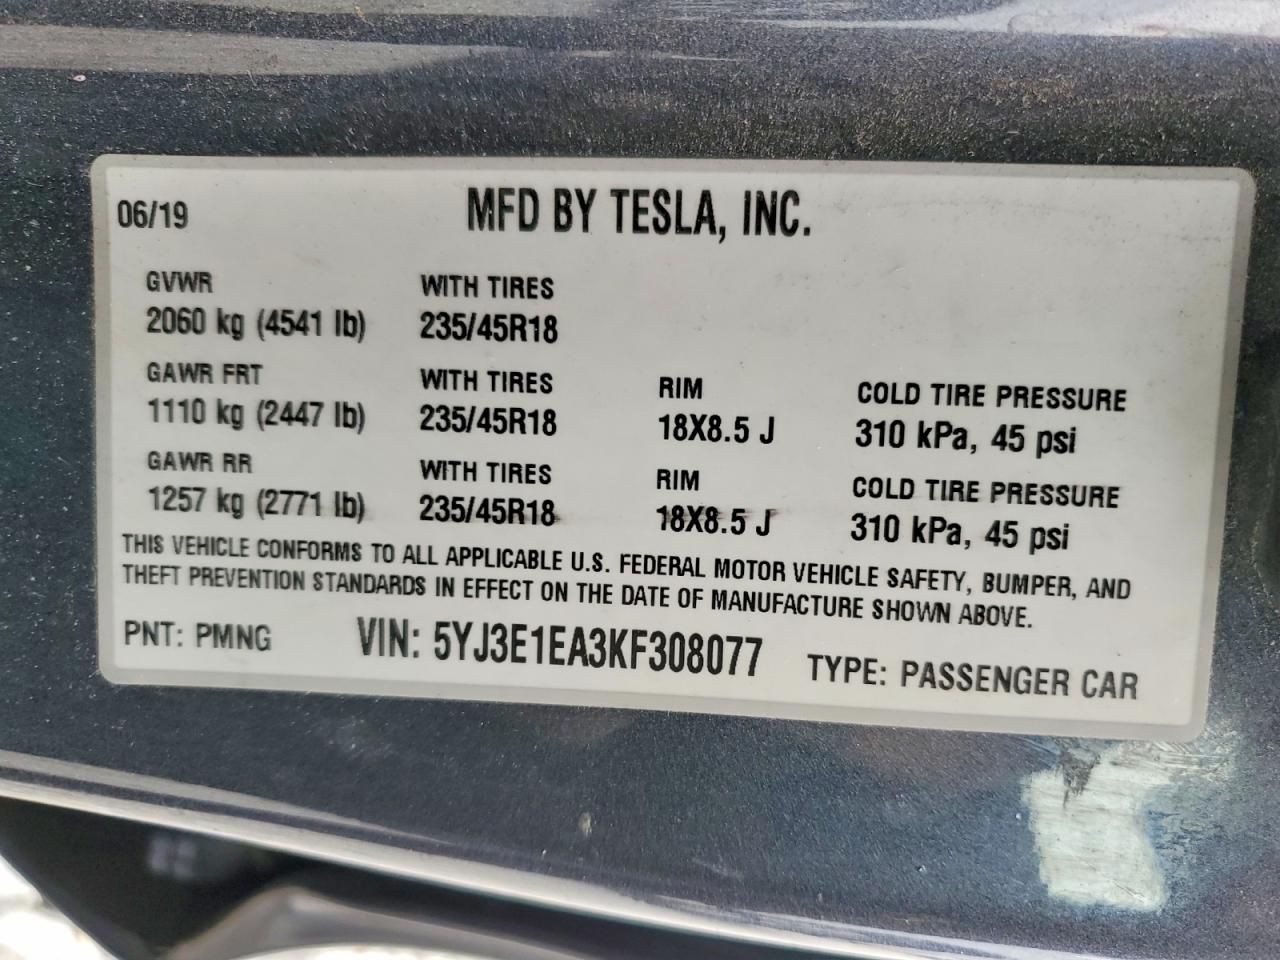 06/19 MFD BY TESLA, INC.
GVWR WITH TIRES
2060 kg (4541 lb) 235/45R18
GAWR FRT WITH TIRES RIM COLD TIRE PRESSURE
1110 kg (2447 lb) 235/45R18 18X8.5 J 310 kPa, 45 psi
GAWR RR WITH TIRES RIM COLD TIRE PRESSURE
1257 kg (2771 lb) 235/45R18 18X8.5 J 310 kPa, 45 psi
THIS VEHICLE CONFORMS TO ALL APPLICABLE U.S. FEDERAL MOTOR VEHICLE SAFETY, BUMPER, AND
THEFT PREVENTION STANDARDS IN EFFECT ON THE DATE OF MANUFACTURE SHOWN ABOVE.
PNT: PMNG VIN: 5YJ3E1EA3KF308077 TYPE: PASSENGER CAR